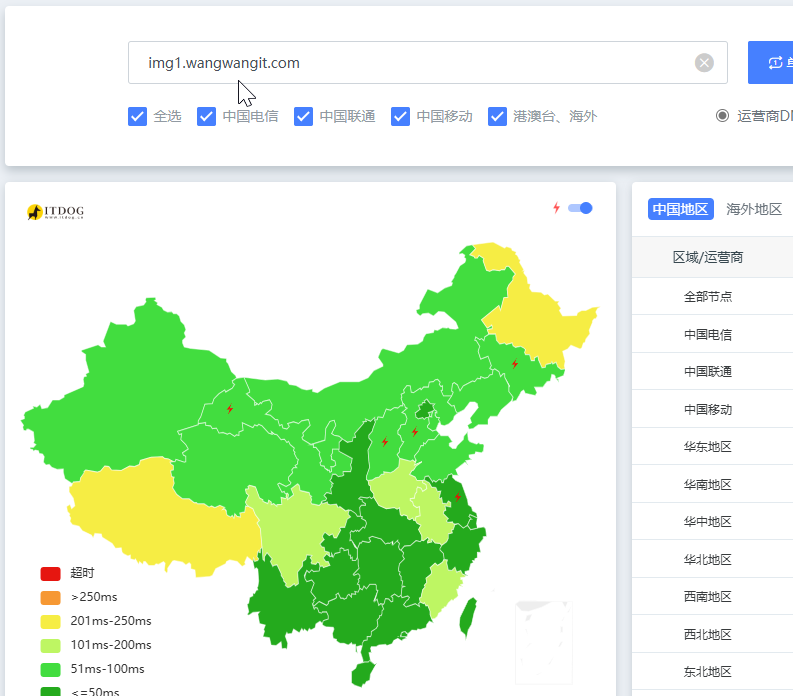 img1.wangwangit.com
全选 中国电信 中国联通 中国移动 港澳台、海外
运营商
ITDOG
www.itdog.cn
中国地区 海外地区
区域/运营商
全部节点
中国电信
中国联通
中国移动
华东地区
华南地区
华中地区
华北地区
西南地区
西北地区
东北地区
超时
>250ms
201ms-250ms
101ms-200ms
51ms-100ms
<=50ms